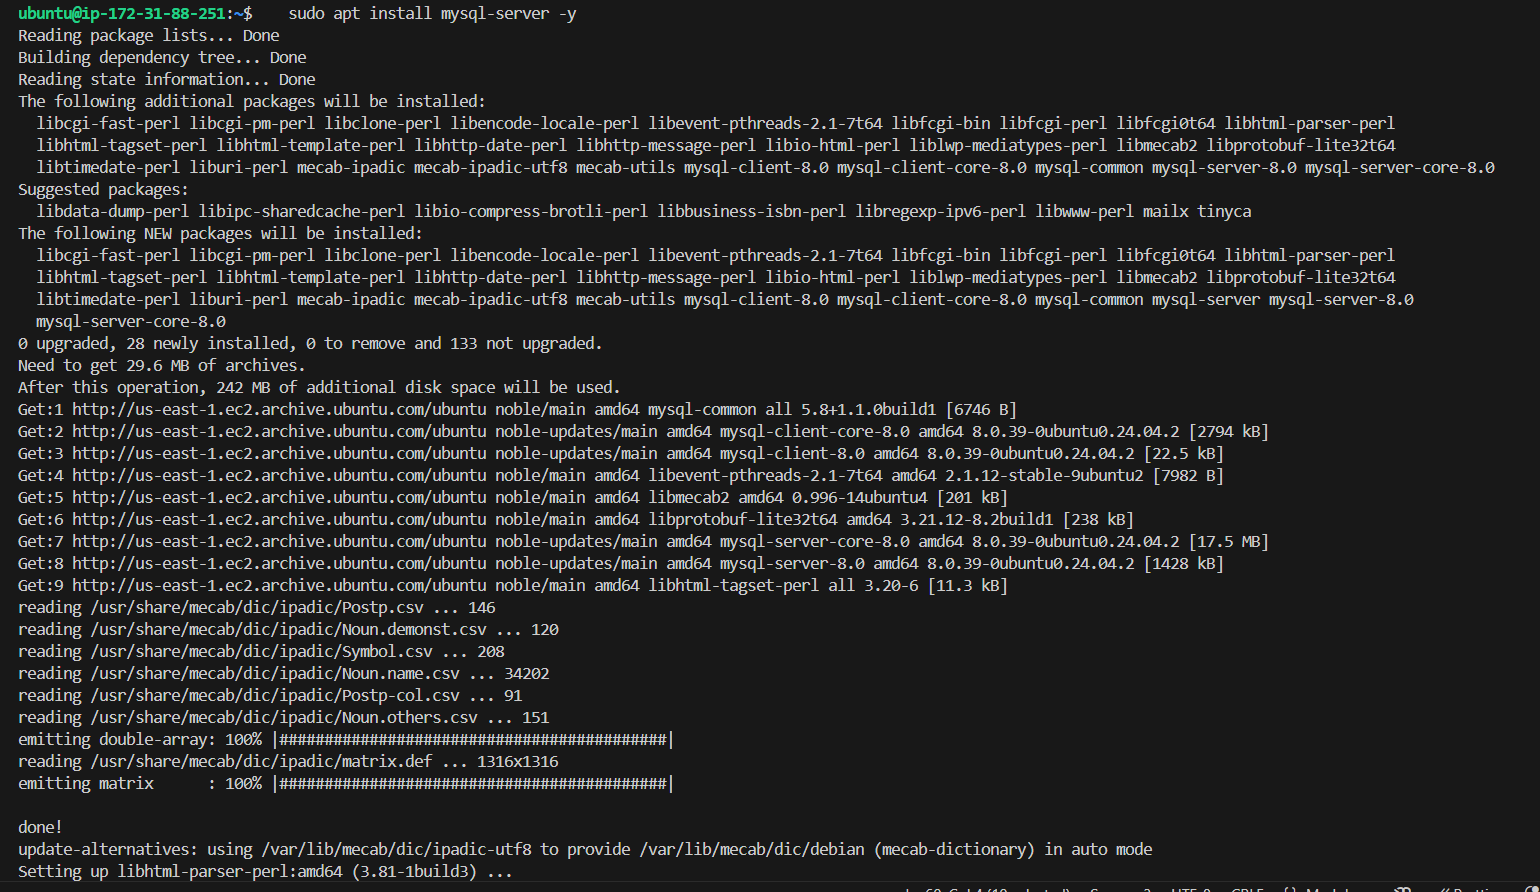 ubuntu@ip-172-31-88-251:~$    sudo apt install mysql-server -y
Reading package lists... Done
Building dependency tree... Done
Reading state information... Done
The following additional packages will be installed:
  libcgi-fast-perl libcgi-pm-perl libclone-perl libencode-locale-perl libevent-pthreads-2.1-7t64 libfcgi-bin libfcgi-perl libfcgi0t64 libhtml-parser-perl
  libhtml-tagset-perl libhtml-template-perl libhttp-date-perl libhttp-message-perl libio-html-perl liblwp-mediatypes-perl libmecab2 libprotobuf-lite32t64
  libtimedate-perl liburi-perl mecab-ipadic mecab-ipadic-utf8 mecab-utils mysql-client-8.0 mysql-client-core-8.0 mysql-common mysql-server-8.0 mysql-server-core-8.0
Suggested packages:
  libdata-dump-perl libipc-sharedcache-perl libio-compress-brotli-perl libbusiness-isbn-perl libregexp-ipv6-perl libwww-perl mailx tinyca
The following NEW packages will be installed:
  libcgi-fast-perl libcgi-pm-perl libclone-perl libencode-locale-perl libevent-pthreads-2.1-7t64 libfcgi-bin libfcgi-perl libfcgi0t64 libhtml-parser-perl
  libhtml-tagset-perl libhtml-template-perl libhttp-date-perl libhttp-message-perl libio-html-perl liblwp-mediatypes-perl libmecab2 libprotobuf-lite32t64
  libtimedate-perl liburi-perl mecab-ipadic mecab-ipadic-utf8 mecab-utils mysql-client-8.0 mysql-client-core-8.0 mysql-common mysql-server mysql-server-8.0
  mysql-server-core-8.0
0 upgraded, 28 newly installed, 0 to remove and 133 not upgraded.
Need to get 29.6 MB of archives.
After this operation, 242 MB of additional disk space will be used.
Get:1 http://us-east-1.ec2.archive.ubuntu.com/ubuntu noble/main amd64 mysql-common all 5.8+1.1.0build1 [6746 B]
Get:2 http://us-east-1.ec2.archive.ubuntu.com/ubuntu noble-updates/main amd64 mysql-client-core-8.0 amd64 8.0.39-0ubuntu0.24.04.2 [2794 kB]
Get:3 http://us-east-1.ec2.archive.ubuntu.com/ubuntu noble-updates/main amd64 mysql-client-8.0 amd64 8.0.39-0ubuntu0.24.04.2 [22.5 kB]
Get:4 http://us-east-1.ec2.archive.ubuntu.com/ubuntu noble/main amd64 libevent-pthreads-2.1-7t64 amd64 2.1.12-stable-9ubuntu2 [7982 B]
Get:5 http://us-east-1.ec2.archive.ubuntu.com/ubuntu noble/main amd64 libmecab2 amd64 0.996-14ubuntu4 [201 kB]
Get:6 http://us-east-1.ec2.archive.ubuntu.com/ubuntu noble/main amd64 libprotobuf-lite32t64 amd64 3.21.12-8.2build1 [238 kB]
Get:7 http://us-east-1.ec2.archive.ubuntu.com/ubuntu noble-updates/main amd64 mysql-server-core-8.0 amd64 8.0.39-0ubuntu0.24.04.2 [17.5 MB]
Get:8 http://us-east-1.ec2.archive.ubuntu.com/ubuntu noble-updates/main amd64 mysql-server-8.0 amd64 8.0.39-0ubuntu0.24.04.2 [1428 kB]
Get:9 http://us-east-1.ec2.archive.ubuntu.com/ubuntu noble/main amd64 libhtml-tagset-perl all 3.20-6 [11.3 kB]
reading /usr/share/mecab/dic/ipadic/Postp.csv ... 146
reading /usr/share/mecab/dic/ipadic/Noun.demonst.csv ... 120
reading /usr/share/mecab/dic/ipadic/Symbol.csv ... 208
reading /usr/share/mecab/dic/ipadic/Noun.name.csv ... 34202
reading /usr/share/mecab/dic/ipadic/Postp-col.csv ... 91
reading /usr/share/mecab/dic/ipadic/Noun.others.csv ... 151
emitting double-array: 100% |###########################################|
reading /usr/share/mecab/dic/ipadic/matrix.def ... 1316x1316
emitting matrix      : 100% |###########################################|
done!
update-alternatives: using /var/lib/mecab/dic/ipadic-utf8 to provide /var/lib/mecab/dic/debian (mecab-dictionary) in auto mode
Setting up libhtml-parser-perl:amd64 (3.81-1build3) ...